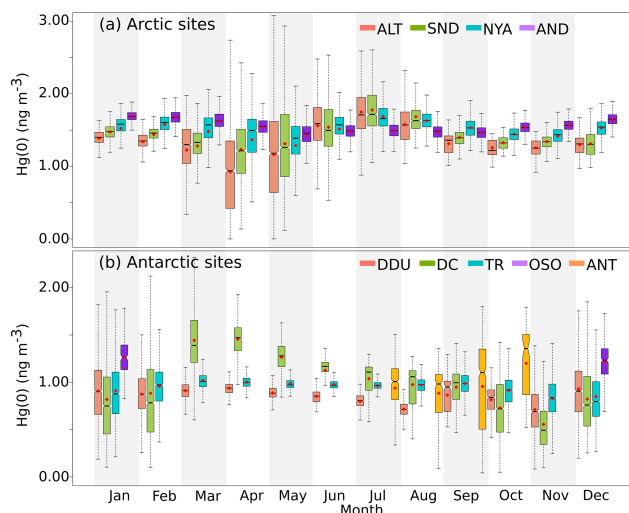 (a) Arctic sites
ALT SND NYA AND
Hg(0) (ng m⁻³)
3.00
2.00
1.00
0.00
(b) Antarctic sites
DDU DC TR OSO ANT
Hg(0) (ng m⁻³)
2.00
1.00
0.00
Jan Feb Mar Apr May Jun Jul Aug Sep Oct Nov Dec
Month